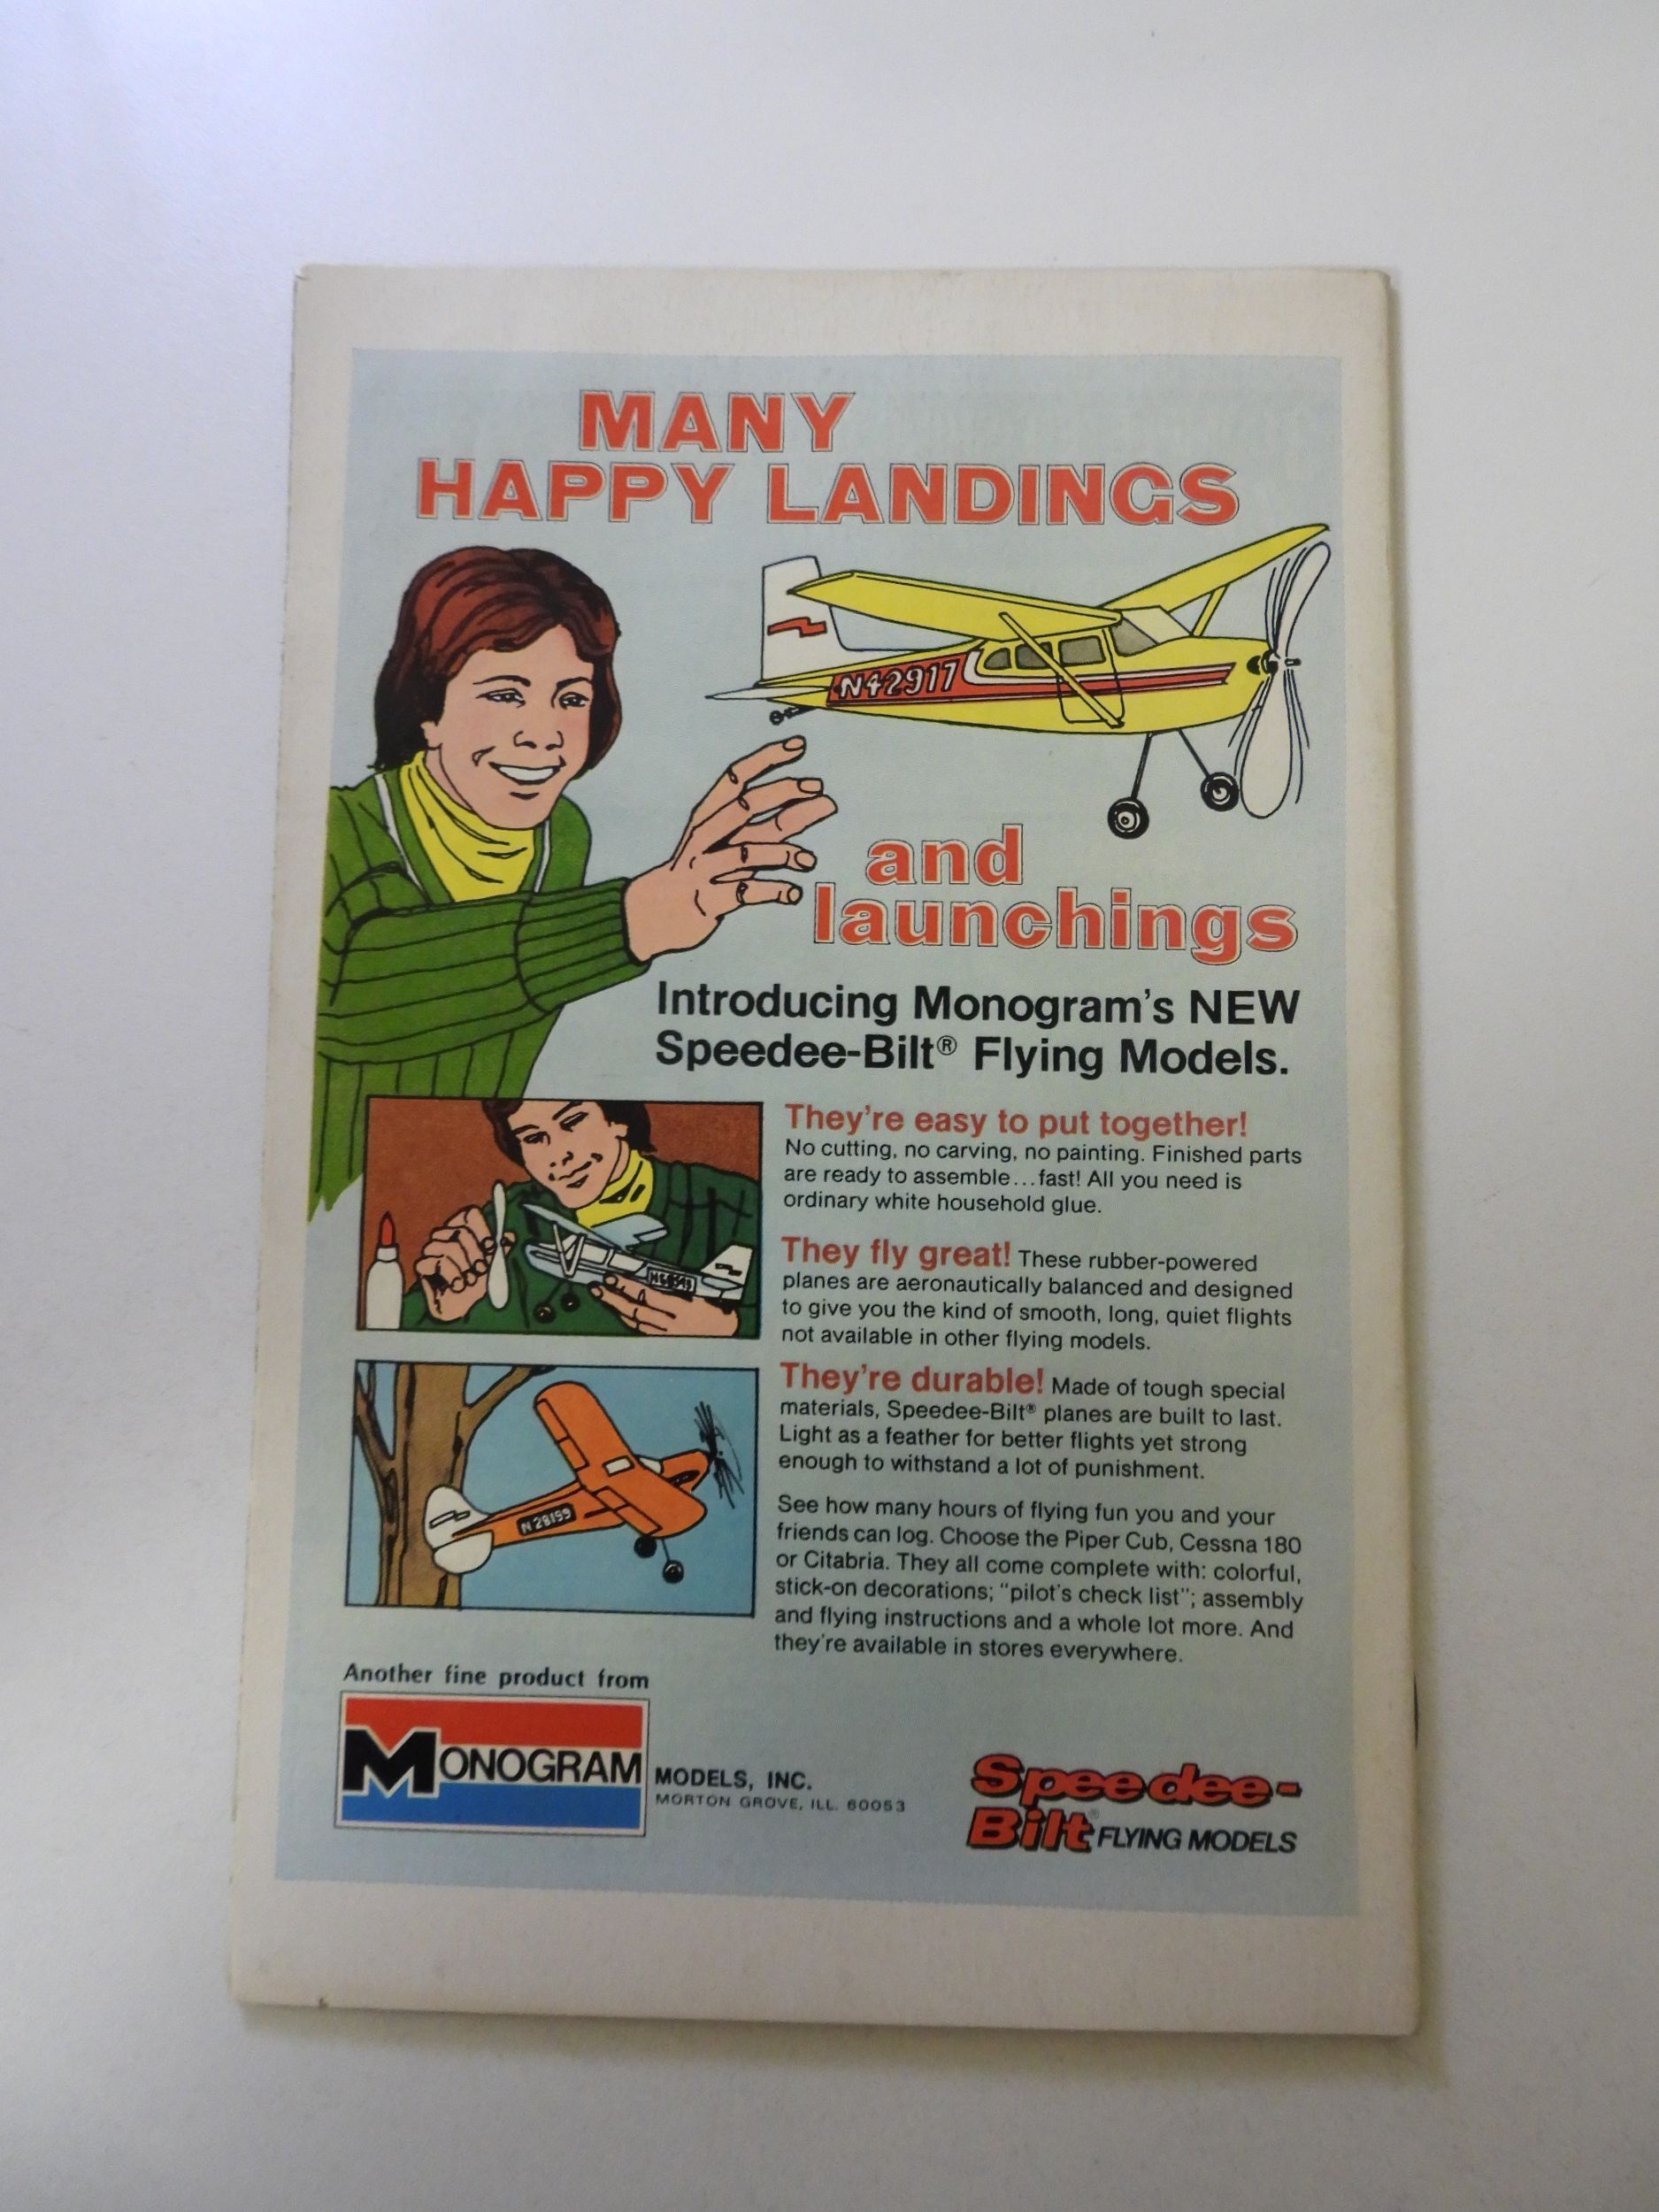 MANY
HAPPY LANDINGS
N42917
and
launchings
Introducing Monogram's NEW
Speedee-Bilt® Flying Models.
They're easy to put together!
No cutting, no carving, no painting. Finished parts
are ready to assemble...fast! All you need is
ordinary white household glue.
They fly great! These rubber-powered
planes are aeronautically balanced and designed
to give you the kind of smooth, long, quiet flights
not available in other flying models.
They're durable! Made of tough special
materials, Speedee-Bilt® planes are built to last.
Light as a feather for better flights yet strong
enough to withstand a lot of punishment.
N 28199
See how many hours of flying fun you and your
friends can log. Choose the Piper Cub, Cessna 180
or Citabria. They all come complete with: colorful,
stick-on decorations; "pilot's check list"; assembly
and flying instructions and a whole lot more. And
they're available in stores everywhere.
Another fine product from
MONOGRAM
MODELS, INC.
MORTON GROVE, ILL. 60053
Speedee-
Bilt® FLYING MODELS